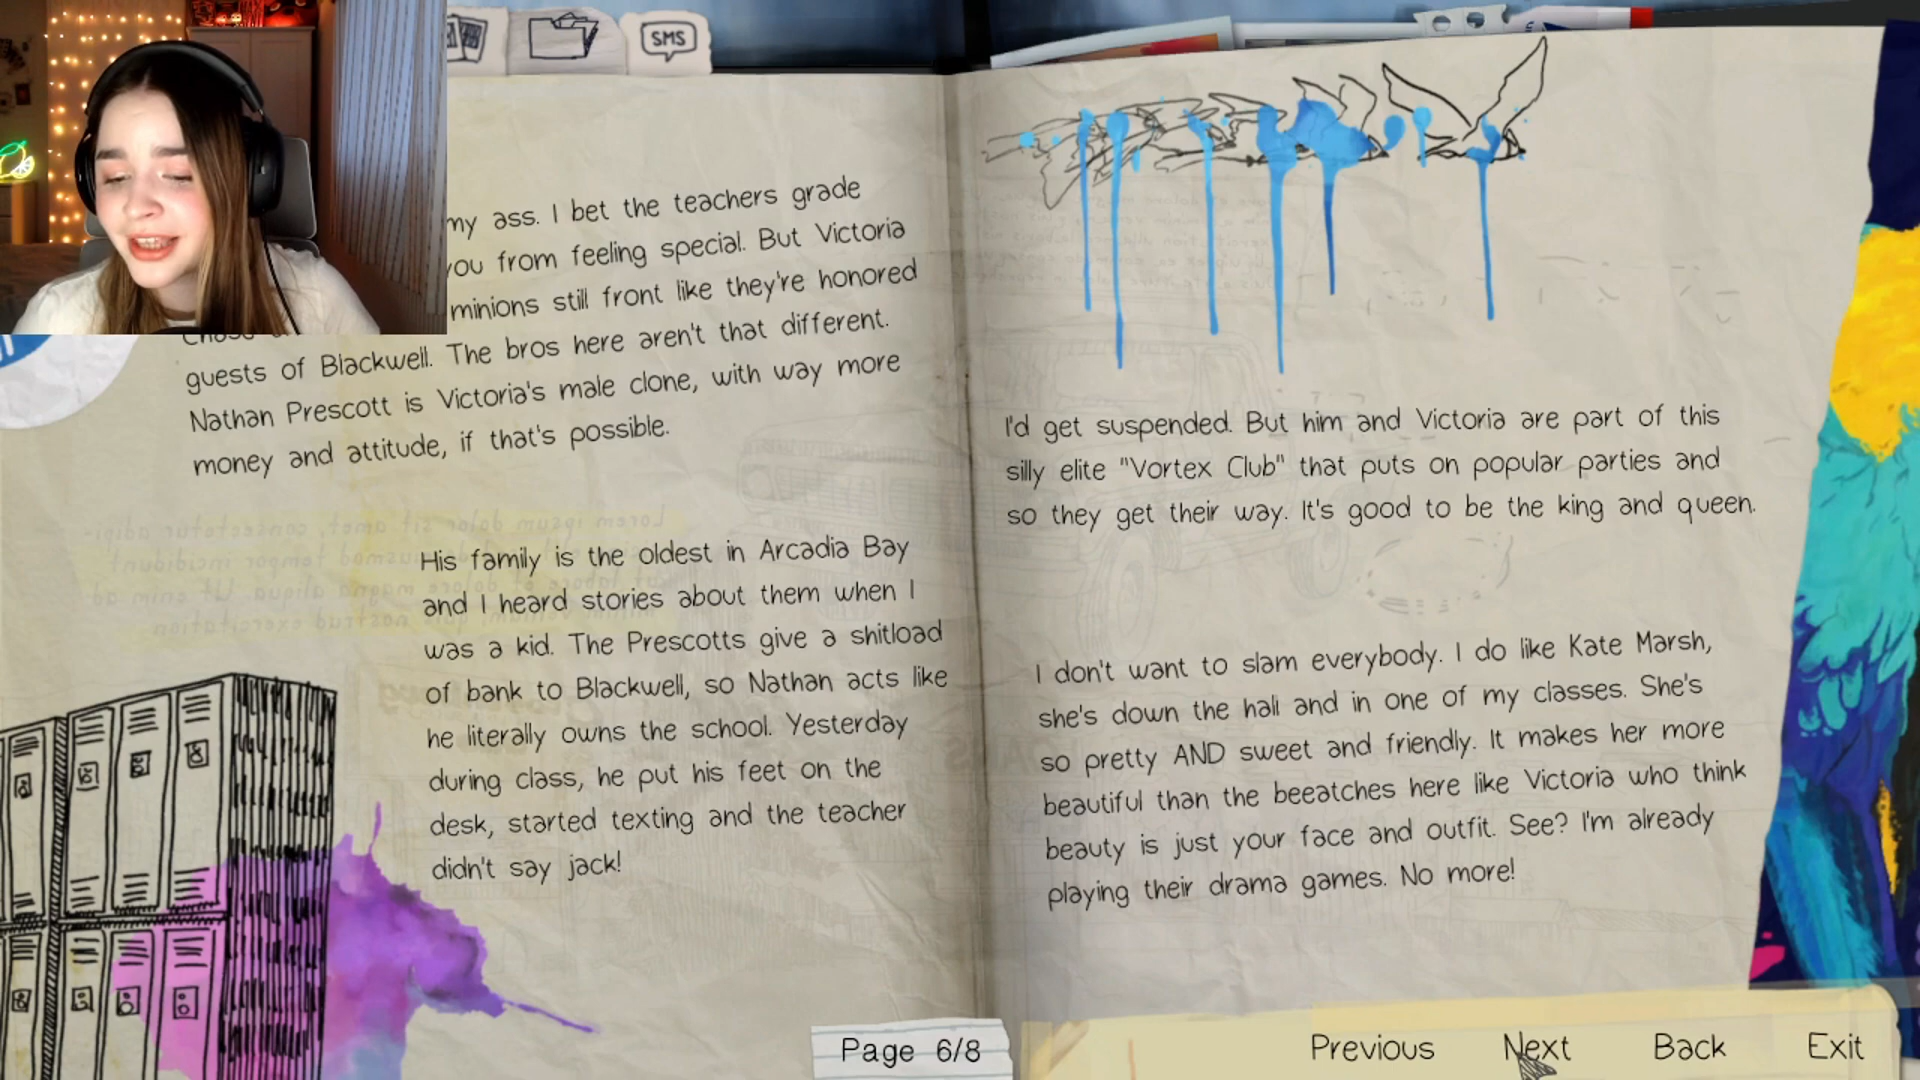 SMS
my ass. I bet the teachers grade
you from feeling special. But Victoria
minions still front like they're honored
guests of Blackwell. The bros here aren't that different.
Nathan Prescott is Victoria's male clone, with way more
money and attitude, if that's possible.
His family is the oldest in Arcadia Bay
and I heard stories about them when I
was a kid. The Prescotts give a shitload
of bank to Blackwell, so Nathan acts like
he literally owns the school. Yesterday
during class, he put his feet on the
desk, started texting and the teacher
didn't say jack!
I'd get suspended. But him and Victoria are part of this
silly elite "Vortex Club" that puts on popular parties and
so they get their way. It's good to be the king and queen.
I don't want to slam everybody. I do like Kate Marsh,
she's down the hall and in one of my classes. She's
so pretty AND sweet and friendly. It makes her more
beautiful than the beeatches here like Victoria who think
beauty is just your face and outfit. See? I'm already
playing their drama games. No more!
Page 6/8
Previous Next Back Exit